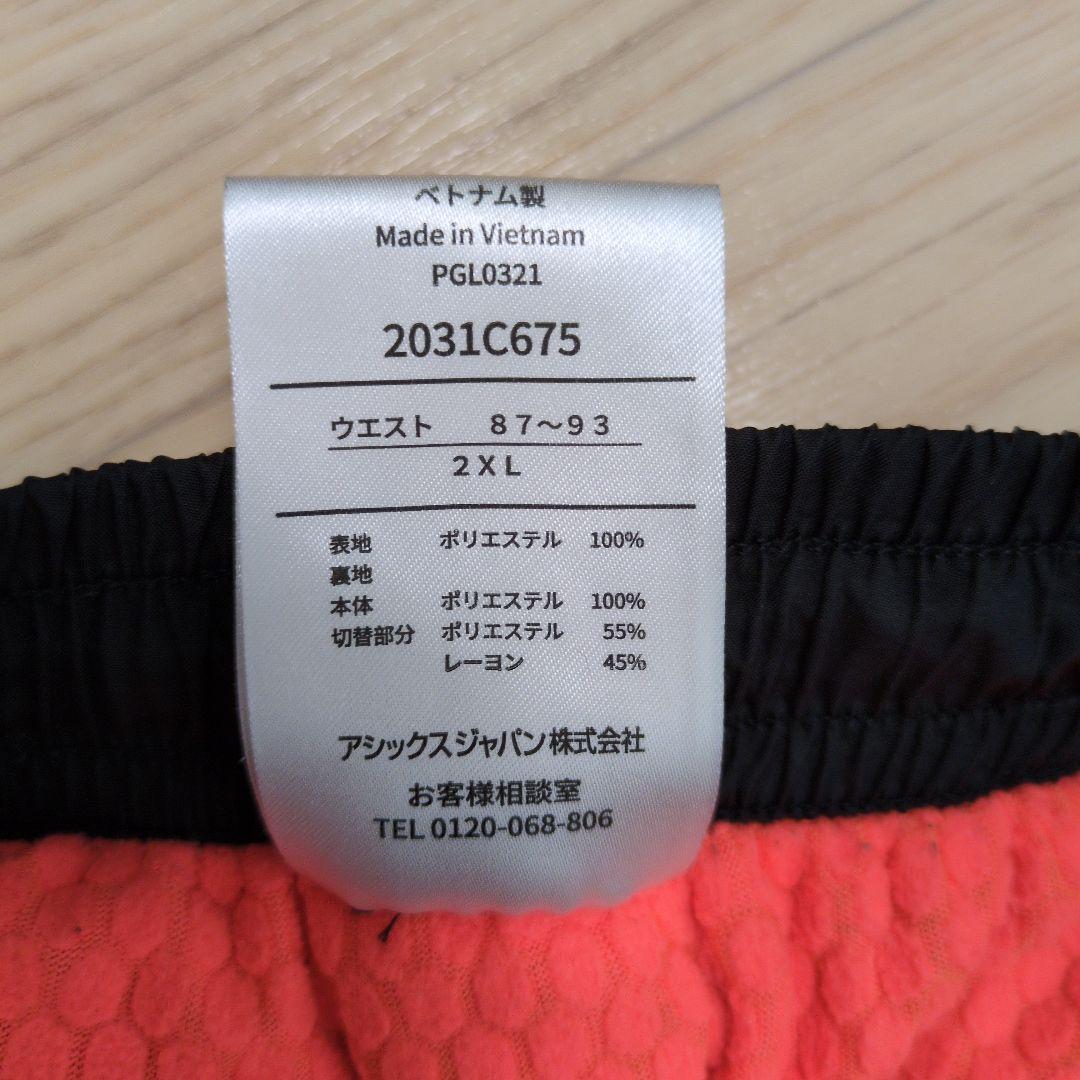 ベトナム製
Made in Vietnam
PGL0321
2031C675
ウエスト 87～93
2XL
表地 ポリエステル 100%
裏地
本体 ポリエステル 100%
切替部分 ポリエステル 55%
レーヨン 45%
アシックスジャパン株式会社
お客様相談室
TEL 0120-068-806